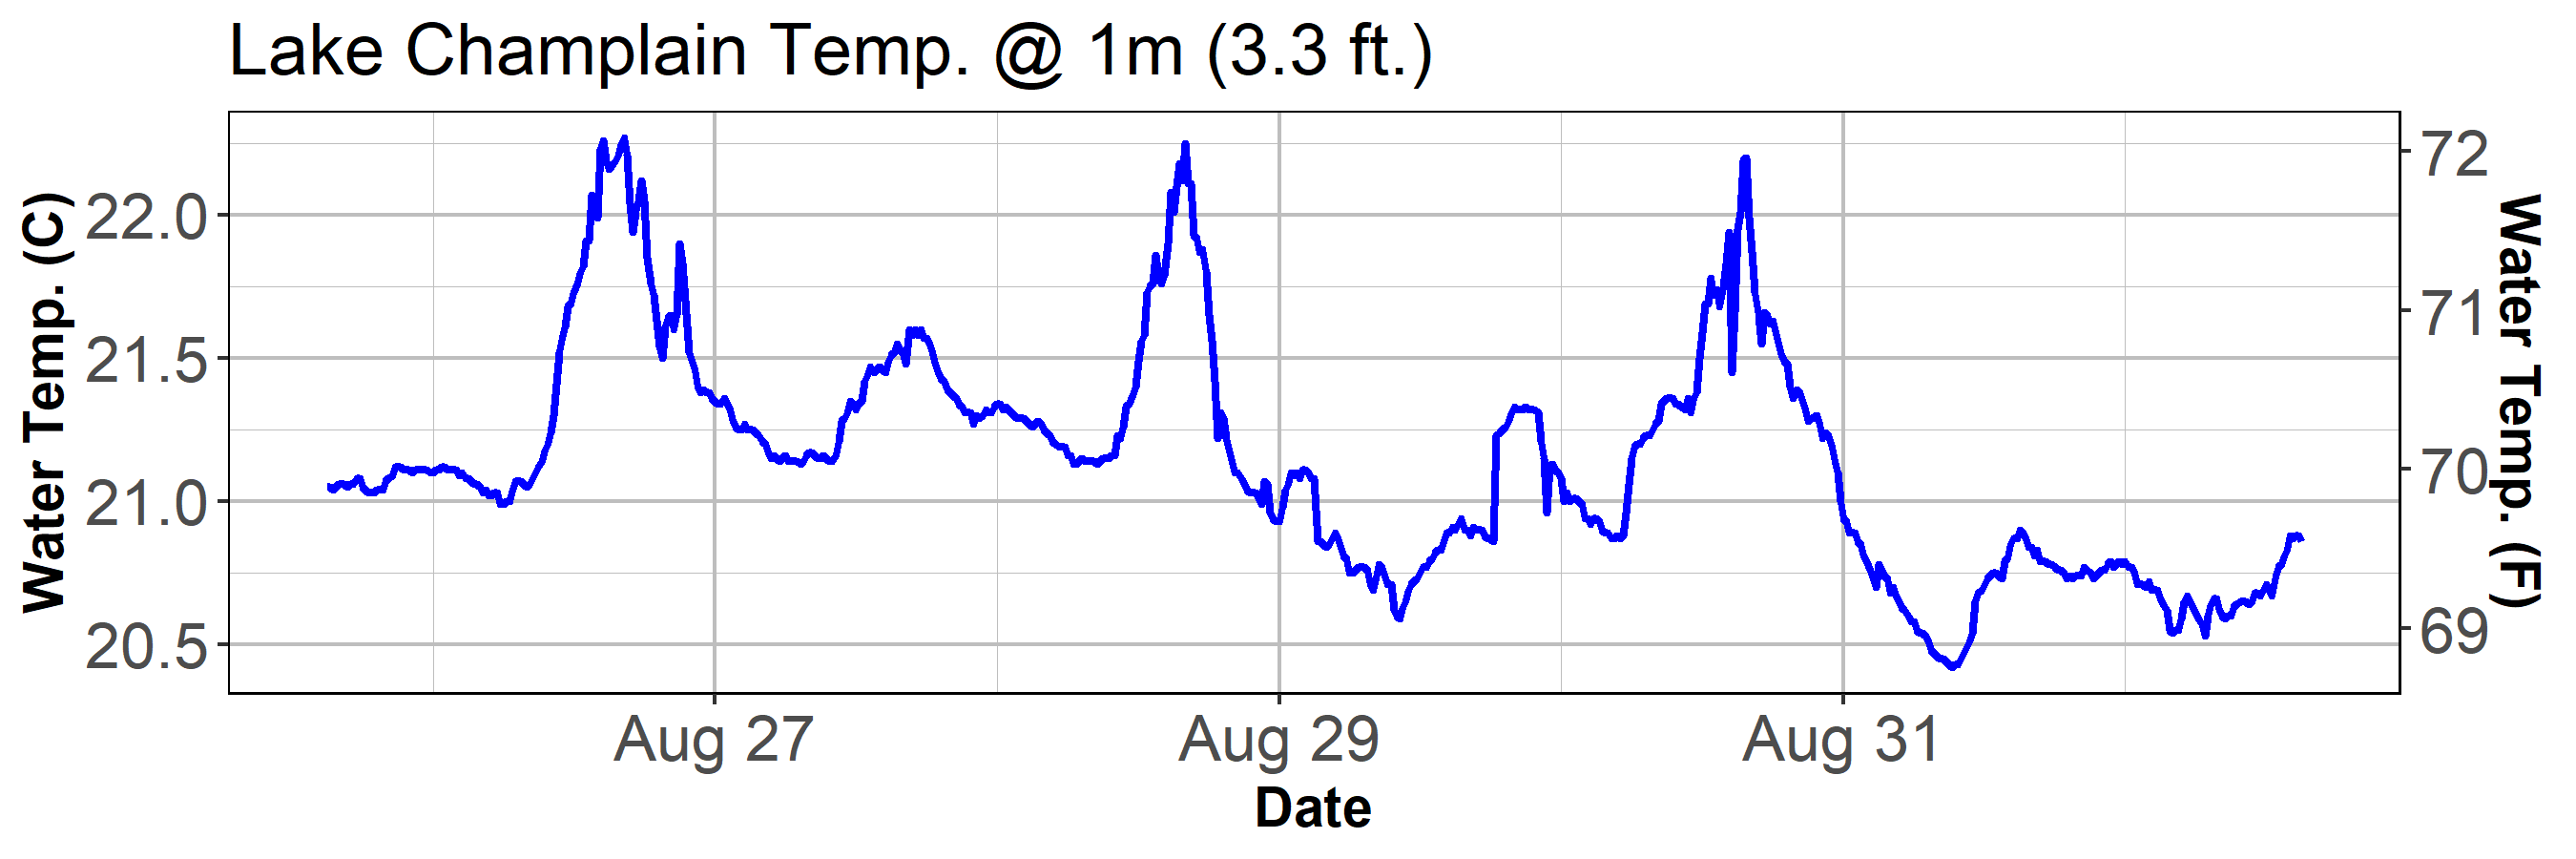 Lake Champlain Temp. @ 1m (3.3 ft.)
Water Temp. (C)
22.0
21.5
21.0
20.5
72
71
70
69
Water Temp. (F)
Aug 27
Aug 29
Aug 31
Date